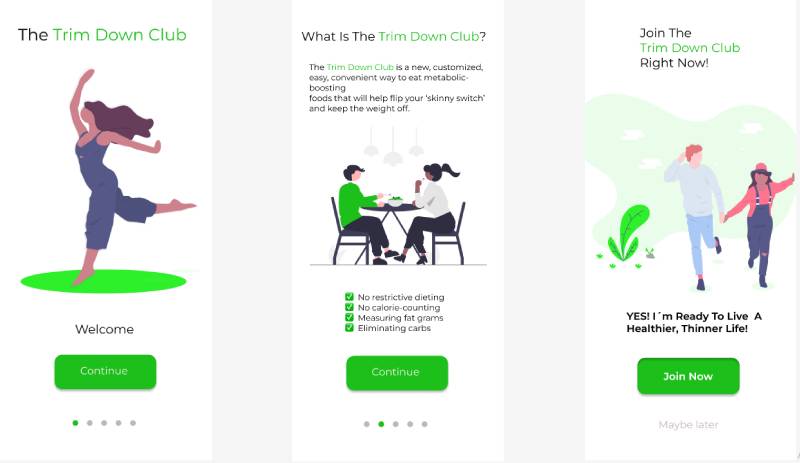 The Trim Down Club
Welcome
Continue
What Is The Trim Down Club?
The Trim Down Club is a new, customized,
easy, convenient way to eat metabolic-
boosting
foods that will help flip your ‘skinny switch’
and keep the weight off.
No restrictive dieting
No calorie-counting
Measuring fat grams
Eliminating carbs
Continue
Join The
Trim Down Club
Right Now!
YES! I´m Ready To Live A
Healthier, Thinner Life!
Join Now
Maybe later